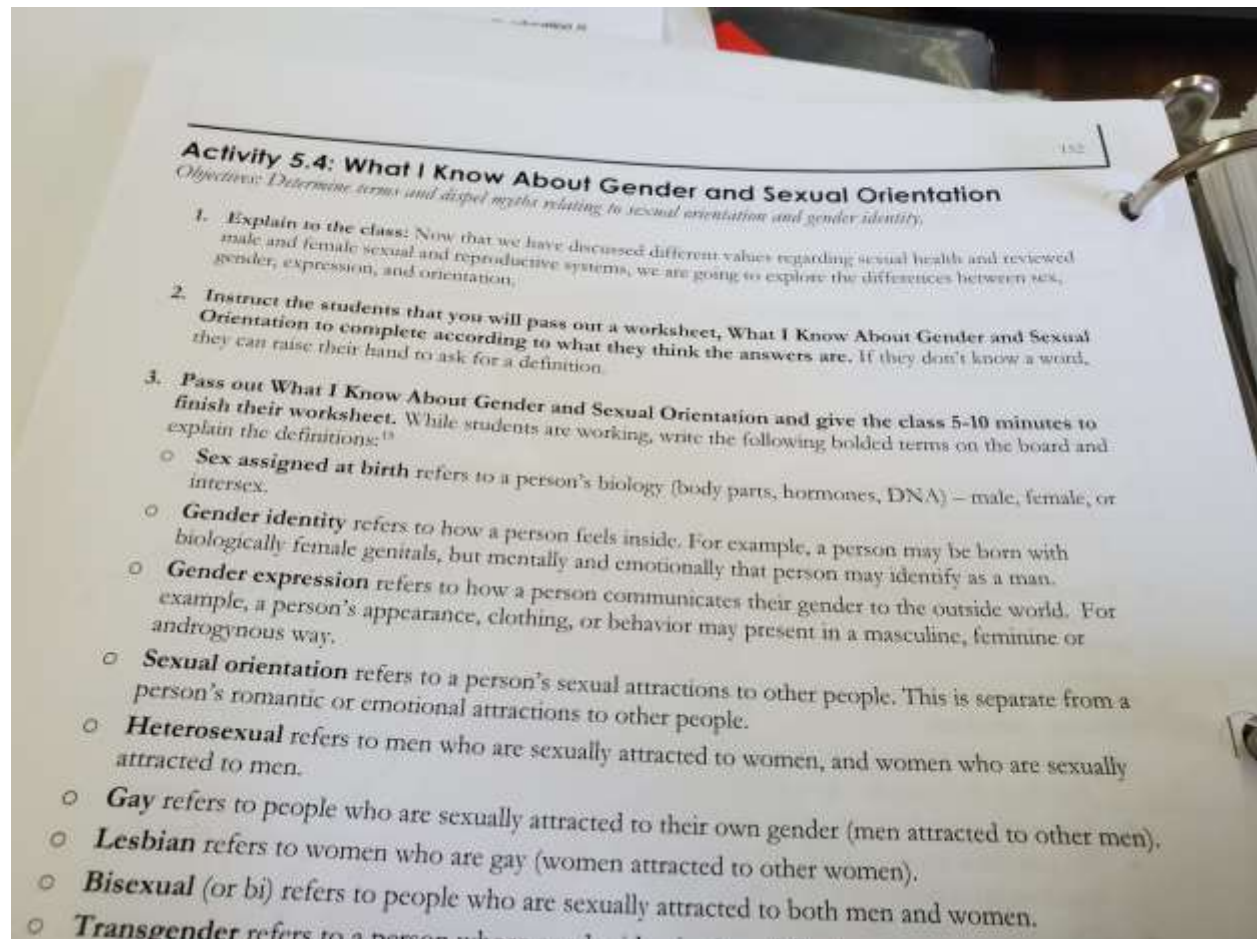 152
Activity 5.4: What I Know About Gender and Sexual Orientation
Objectives: Determine terms and dispel myths relating to sexual orientation and gender identity.
1. Explain to the class: Now that we have discussed different values regarding sexual health and reviewed
male and female sexual and reproductive systems, we are going to explore the differences between sex,
gender, expression, and orientation.
2. Instruct the students that you will pass out a worksheet, What I Know About Gender and Sexual
Orientation to complete according to what they think the answers are. If they don't know a word,
they can raise their hand to ask for a definition.
3. Pass out What I Know About Gender and Sexual Orientation and give the class 5-10 minutes to
finish their worksheet. While students are working, write the following bolded terms on the board and
explain the definitions:
o Sex assigned at birth refers to a person's biology (body parts, hormones, DNA) – male, female, or
intersex.
o Gender identity refers to how a person feels inside. For example, a person may be born with
biologically female genitals, but mentally and emotionally that person may identify as a man.
o Gender expression refers to how a person communicates their gender to the outside world. For
example, a person's appearance, clothing, or behavior may present in a masculine, feminine or
androgynous way.
o Sexual orientation refers to a person's sexual attractions to other people. This is separate from a
person's romantic or emotional attractions to other people.
o Heterosexual refers to men who are sexually attracted to women, and women who are sexually
attracted to men.
o Gay refers to people who are sexually attracted to their own gender (men attracted to other men).
o Lesbian refers to women who are gay (women attracted to other women).
o Bisexual (or bi) refers to people who are sexually attracted to both men and women.
o Transgender refers to a person